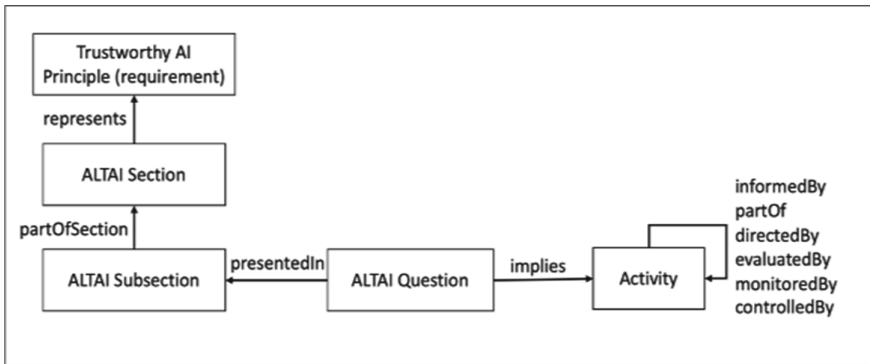 Trustworthy AI
Principle (requirement)
represents
ALTAI Section
partOfSection
ALTAI Subsection
presentedIn
ALTAI Question
implies
Activity
informedBy
partOf
directedBy
evaluatedBy
monitoredBy
controlledBy